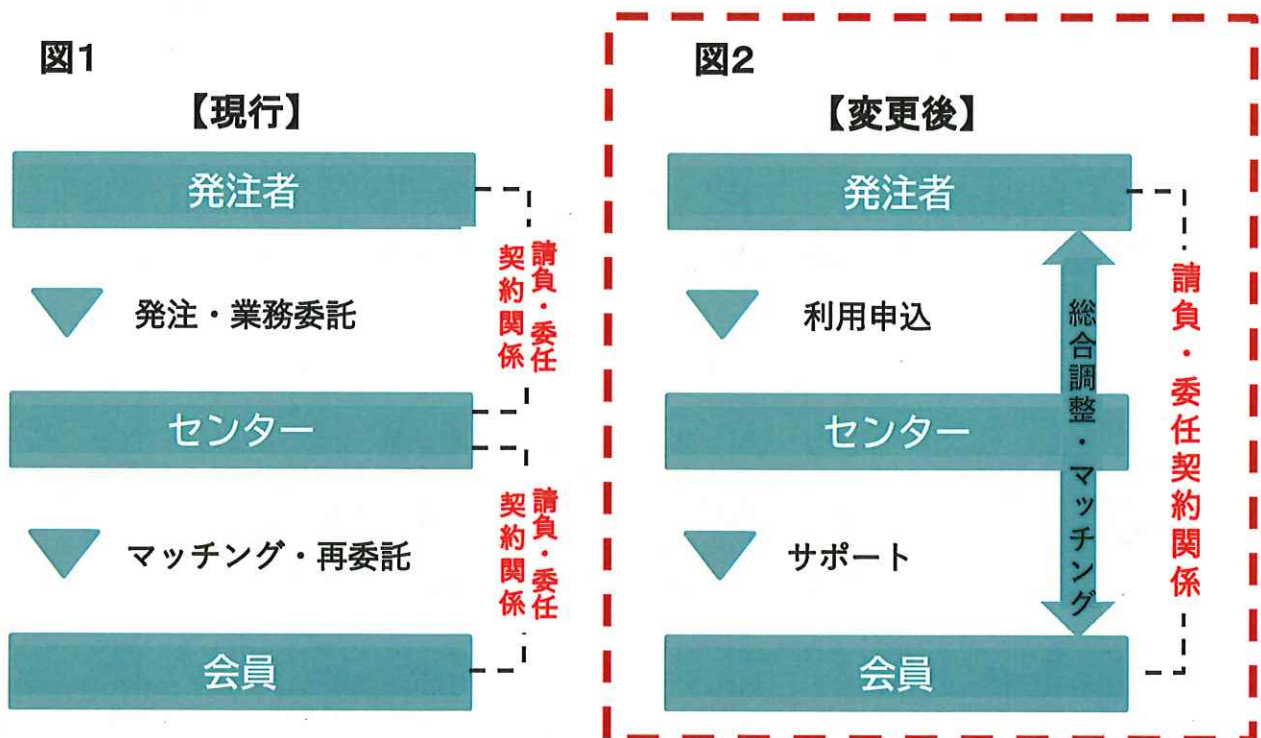 図1
【現行】
発注者
発注・業務委託
請負・委任
契約関係
センター
マッチング・再委託
請負・委任
契約関係
会員
図2
【変更後】
発注者
利用申込
総合調整・マッチング
請負・委任契約関係
センター
サポート
会員